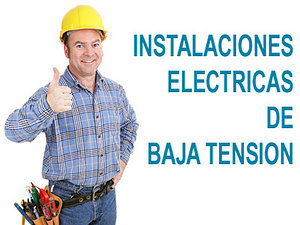 INSTALACIONES
ELECTRICAS
DE
BAJA TENSION